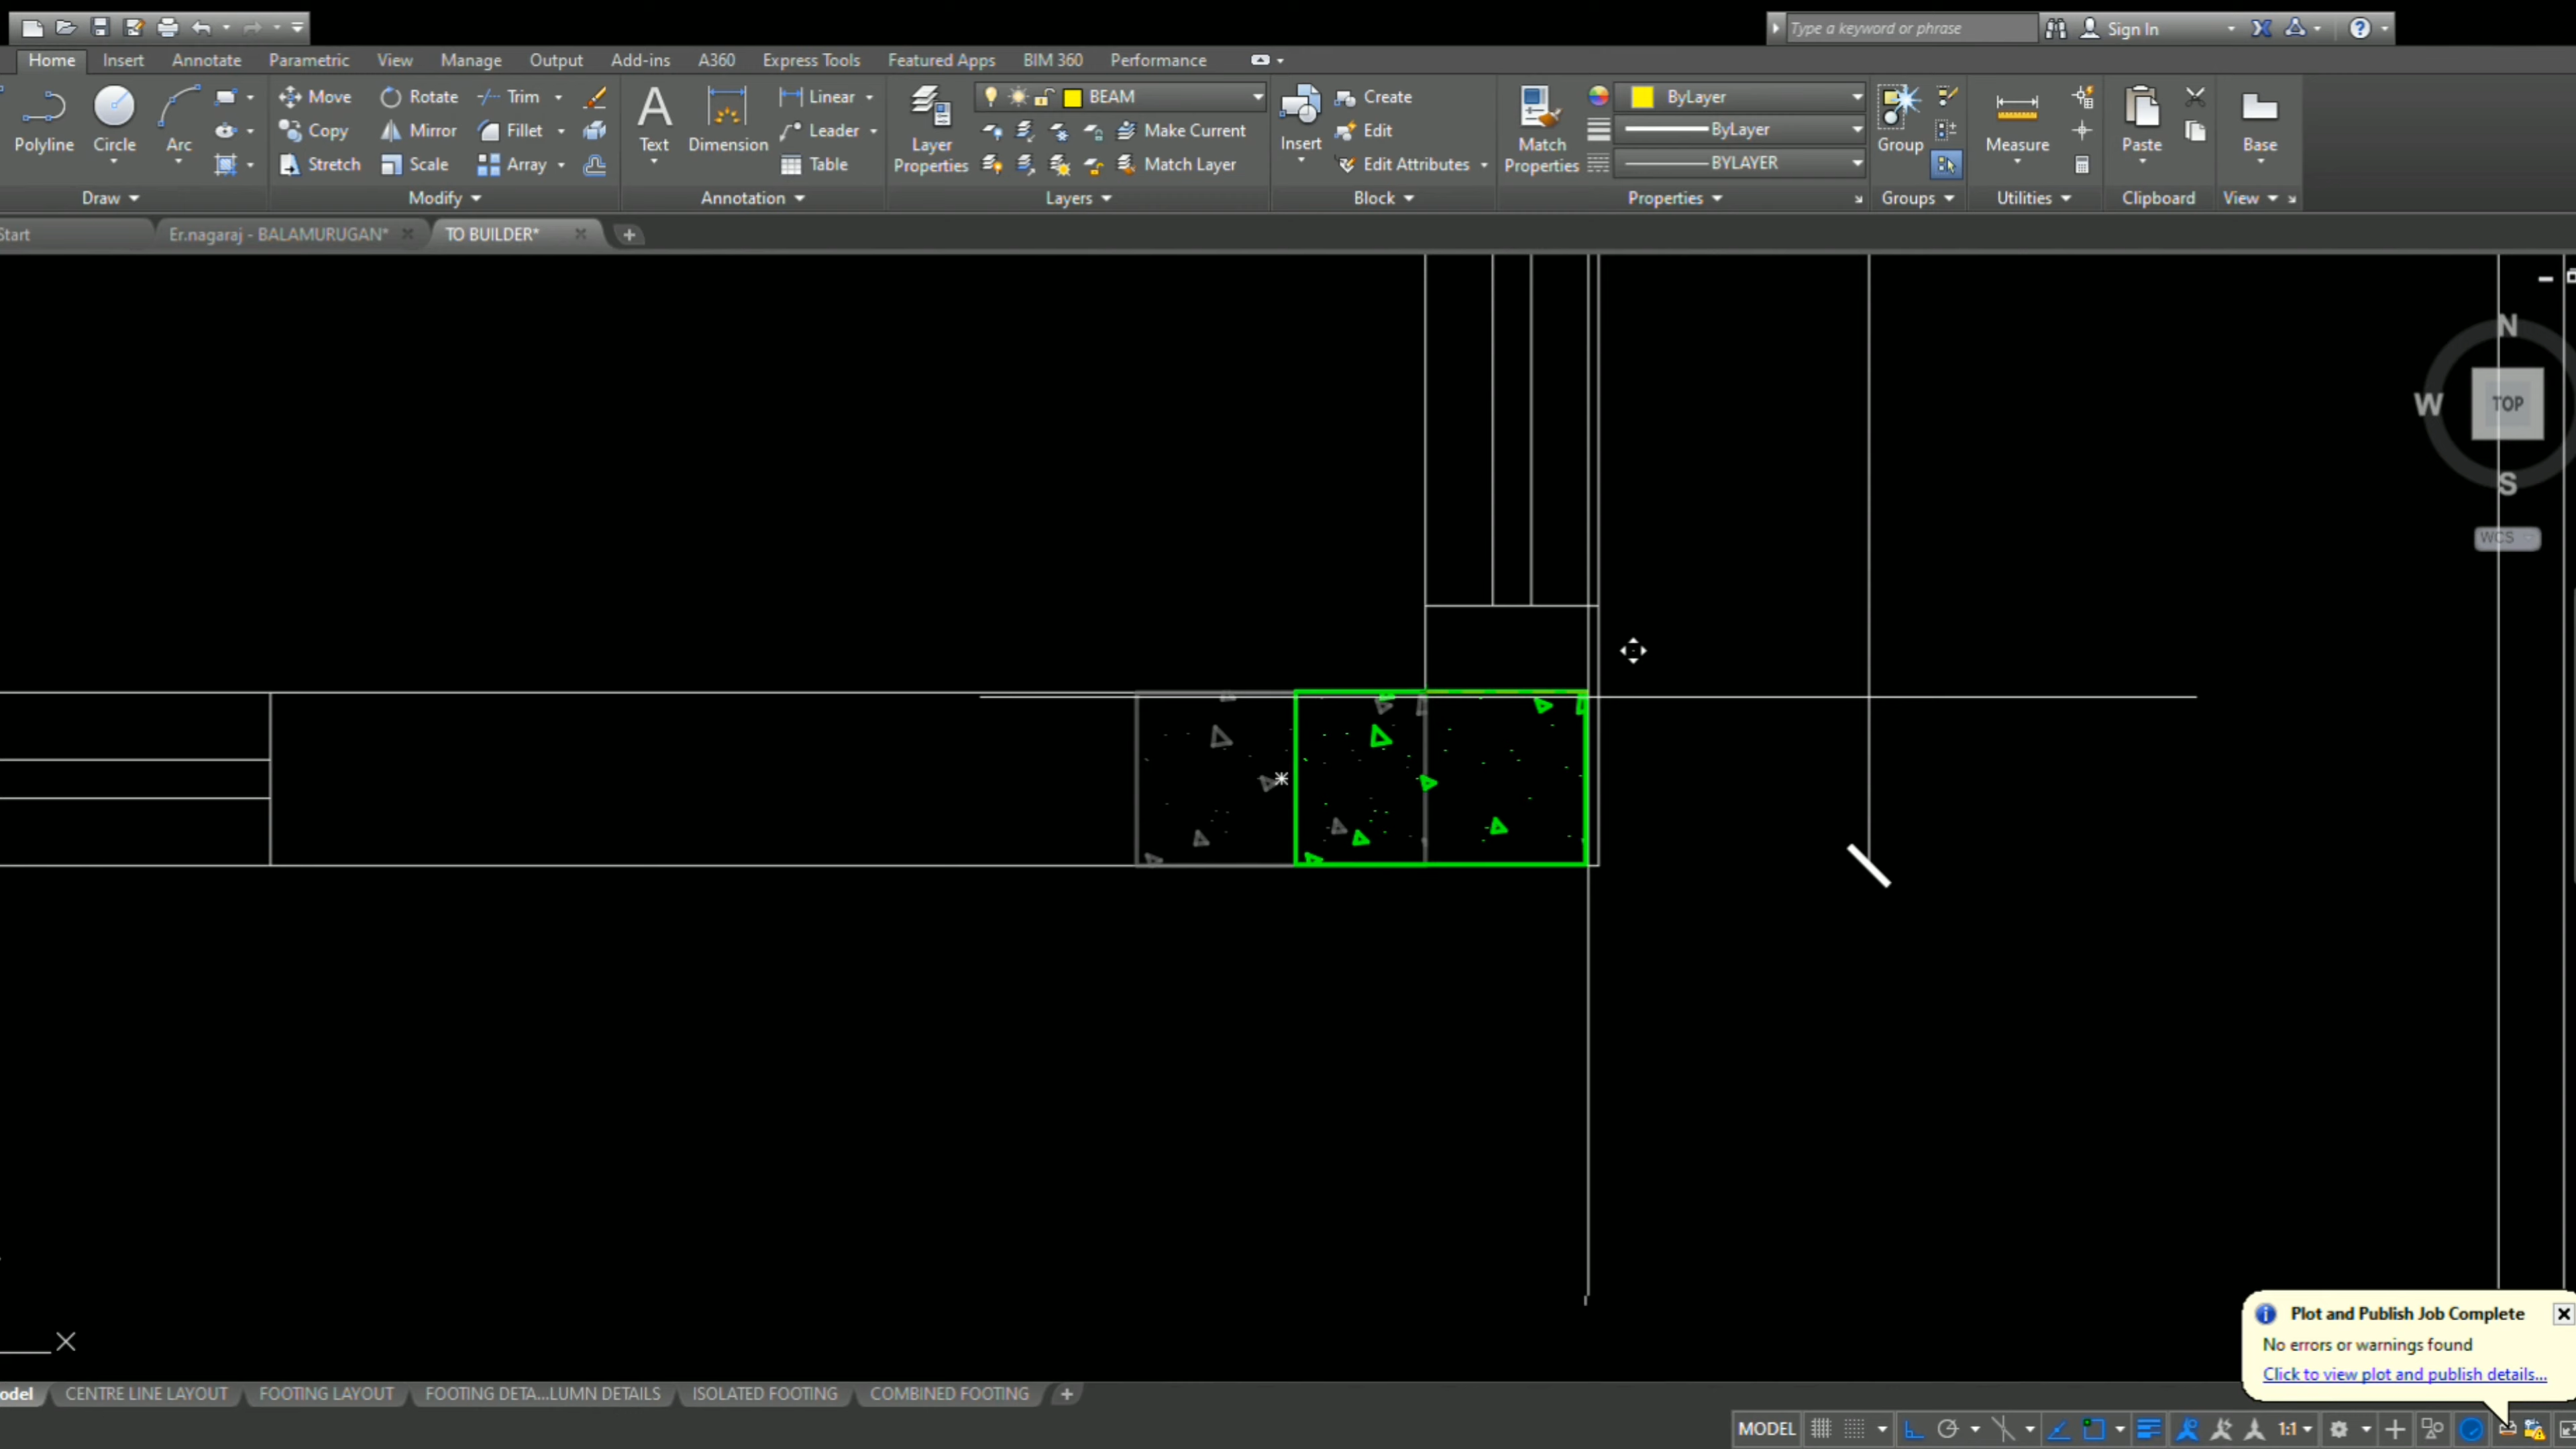 Type a keyword or phrase
Sign In
Home Insert Annotate Parametric View Manage Output Add-ins A360 Express Tools Featured Apps BIM 360 Performance
Move Rotate Trim Linear BEAM Create ByLayer
Polyline Circle Arc Copy Mirror Fillet Text Dimension Leader Layer Properties Make Current Insert Edit Match Properties ByLayer Group Measure Paste Base
Stretch Scale Array Table Match Layer Edit Attributes BYLAYER
Draw Modify Annotation Layers Block Properties Groups Utilities Clipboard View
Start Er.nagaraj - BALAMURUGAN* TO BUILDER*
N
W TOP
S
WCS
X
Plot and Publish Job Complete
No errors or warnings found
Click to view plot and publish details...
odel CENTRE LINE LAYOUT FOOTING LAYOUT FOOTING DETA...LUMN DETAILS ISOLATED FOOTING COMBINED FOOTING
MODEL 1:1